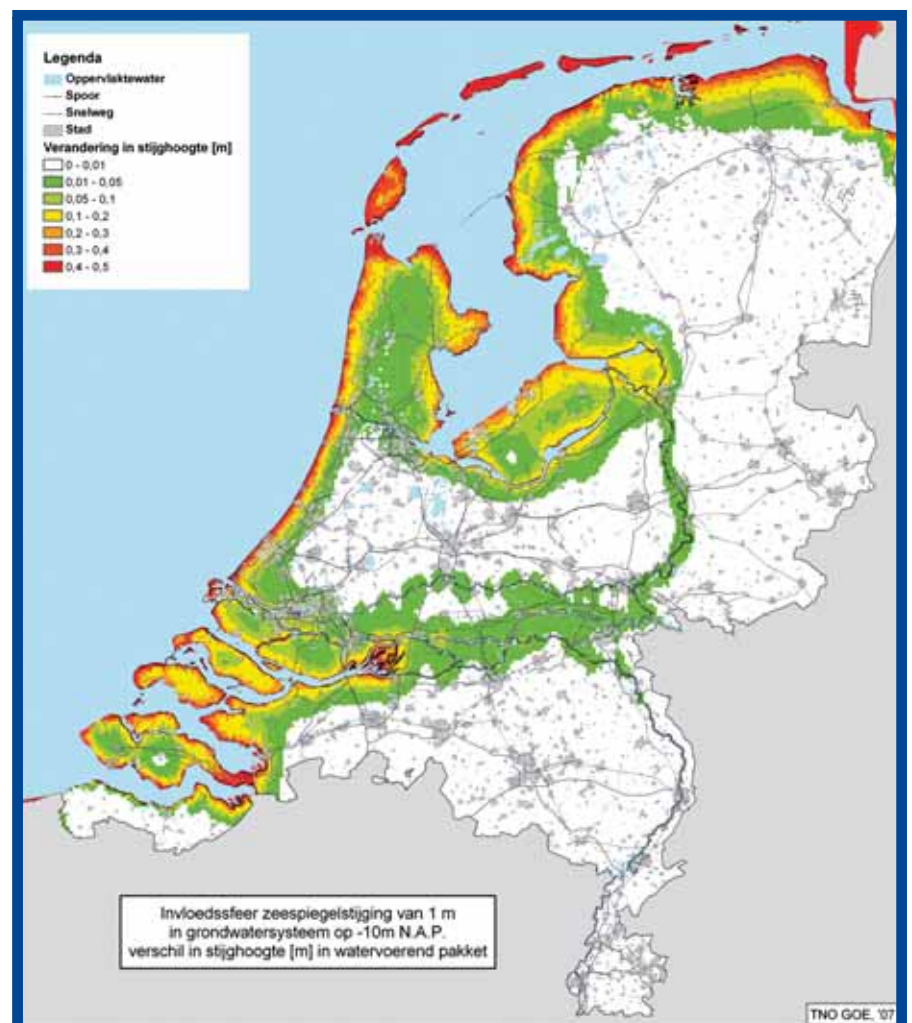 Legenda
Oppervlaktewater
Spoor
Snelweg
Stad
Verandering in stijghoogte [m]
0 - 0,01
0,01 - 0,05
0,05 - 0,1
0,1 - 0,2
0,2 - 0,3
0,3 - 0,4
0,4 - 0,5
Invloedssfeer zeespiegelstijging van 1 m
in grondwatersysteem op -10m N.A.P.
verschil in stijghoogte [m] in watervoerend pakket
TNO GOE, '07